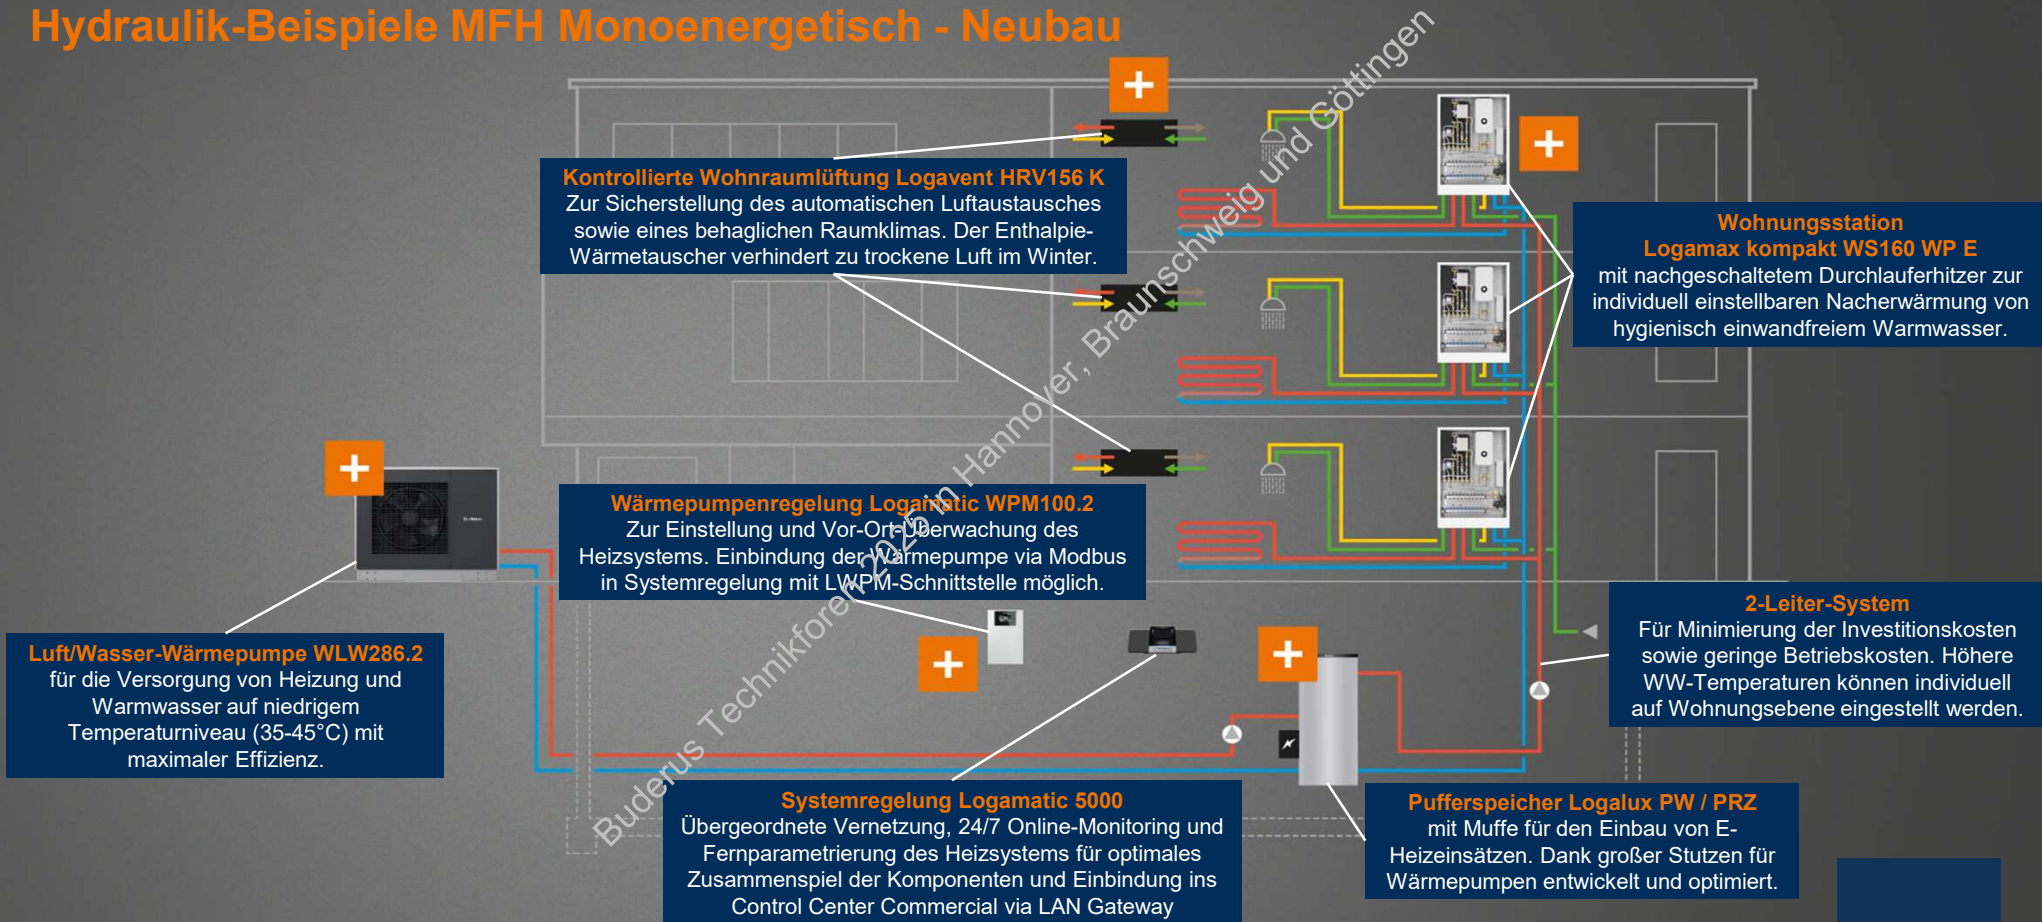 Hydraulik-Beispiele MFH Monoenergetisch - Neubau
Kontrollierte Wohnraumlüftung Logavent HRV156 K
Zur Sicherstellung des automatischen Luftaustausches
sowie eines behaglichen Raumklimas. Der Enthalpie-
Wärmetauscher verhindert zu trockene Luft im Winter.
Wohnungsstation
Logamax kompakt WS160 WP E
mit nachgeschaltetem Durchlauferhitzer zur
individuell einstellbaren Nacherwärmung von
hygienisch einwandfreiem Warmwasser.
Wärmepumpenregelung Logamatic WPM100.2
Zur Einstellung und Vor-Ort-Überwachung des
Heizsystems. Einbindung der Wärmepumpe via Modbus
in Systemregelung mit LWPM-Schnittstelle möglich.
2-Leiter-System
Für Minimierung der Investitionskosten
sowie geringe Betriebskosten. Höhere
WW-Temperaturen können individuell
auf Wohnungsebene eingestellt werden.
Luft/Wasser-Wärmepumpe WLW286.2
für die Versorgung von Heizung und
Warmwasser auf niedrigem
Temperaturniveau (35-45°C) mit
maximaler Effizienz.
Systemregelung Logamatic 5000
Übergeordnete Vernetzung, 24/7 Online-Monitoring und
Fernparametrierung des Heizsystems für optimales
Zusammenspiel der Komponenten und Einbindung ins
Control Center Commercial via LAN Gateway
Pufferspeicher Logalux PW / PRZ
mit Muffe für den Einbau von E-
Heizeinsätzen. Dank großer Stutzen für
Wärmepumpen entwickelt und optimiert.
Buderus Technikforen 2025 in Hannover, Braunschweig und Göttingen